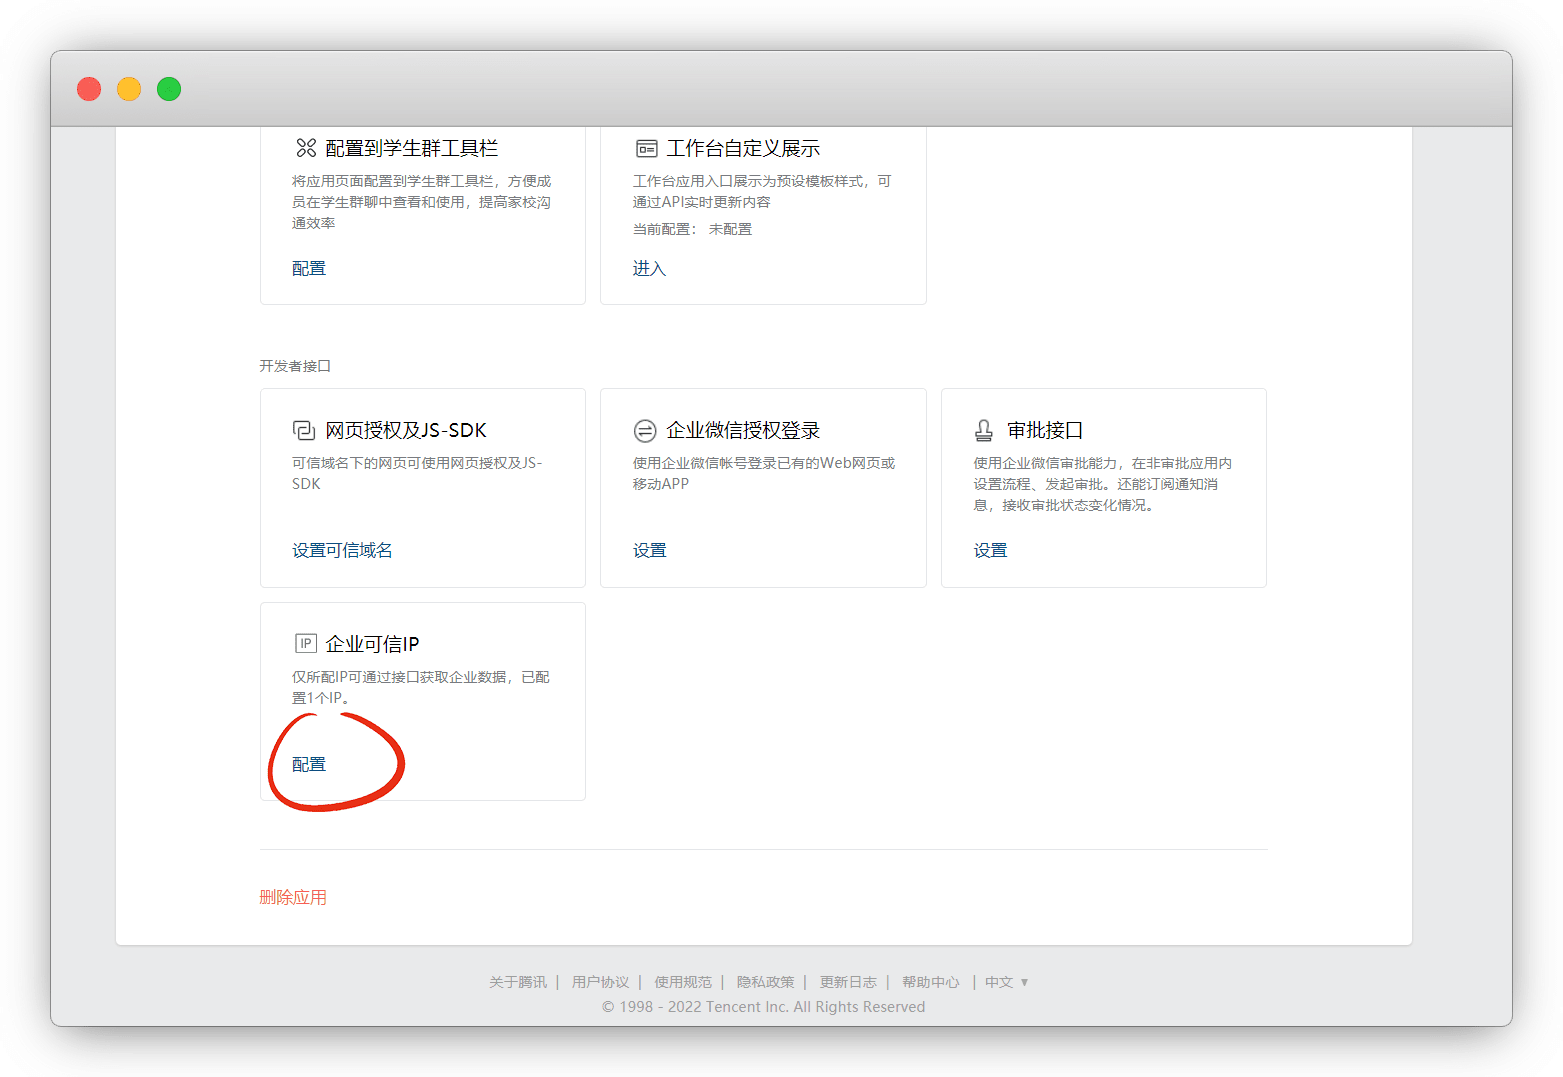 配置到学生群工具栏
将应用页面配置到学生群工具栏，方便成
员在学生群聊中查看和使用，提高家校沟
通效率
配置
工作台自定义展示
工作台应用入口展示为预设模板样式，可
通过API实时更新内容
当前配置： 未配置
进入
开发者接口
网页授权及JS-SDK
可信域名下的网页可使用网页授权及JS-
SDK
设置可信域名
企业微信授权登录
使用企业微信帐号登录已有的Web网页或
移动APP
设置
审批接口
使用企业微信审批能力，在非审批应用内
设置流程、发起审批。还能订阅通知消
息，接收审批状态变化情况。
设置
IP 企业可信IP
仅所配IP可通过接口获取企业数据，已配
置1个IP。
配置
删除应用
关于腾讯 | 用户协议 | 使用规范 | 隐私政策 | 更新日志 | 帮助中心 | 中文 ▼
© 1998 - 2022 Tencent Inc. All Rights Reserved